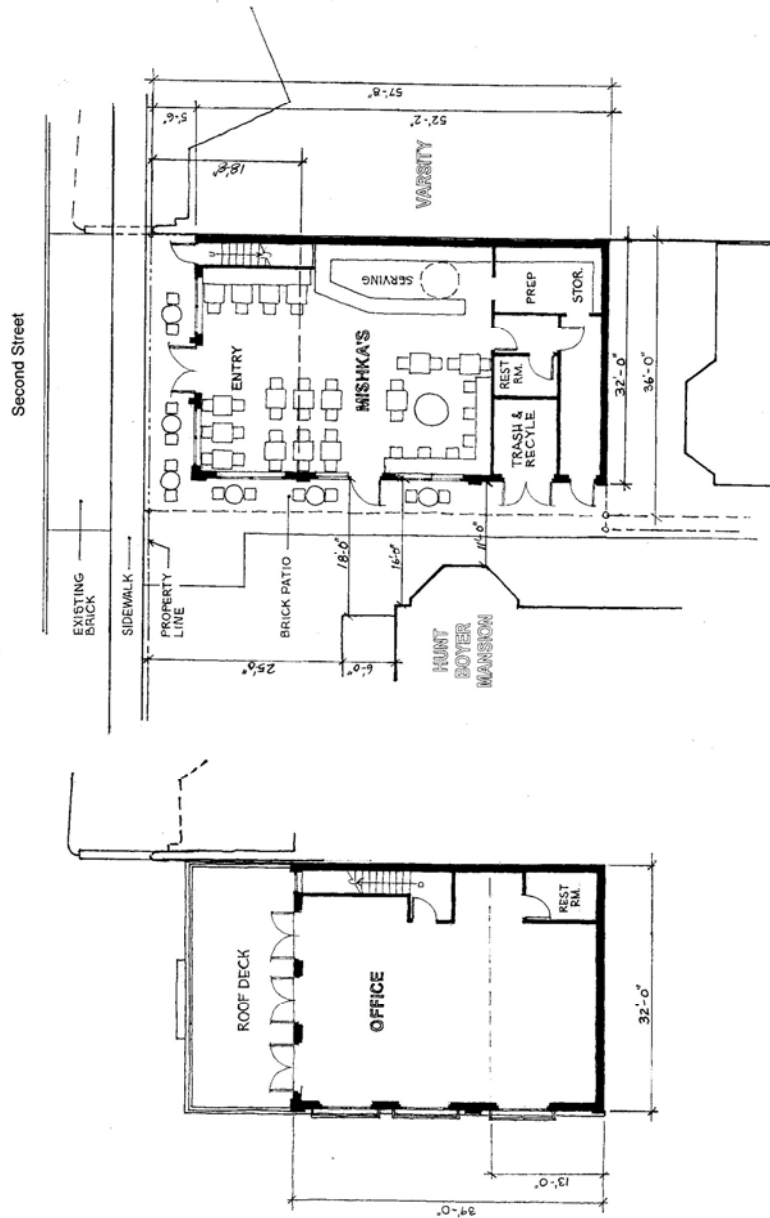 Second Street
EXISTING
BRICK
SIDEWALK
PROPERTY
LINE
BRICK PATIO
25'-0"
6'-0"
HUNT
BOYER
MANSION
18'-0"
16'-0"
11'-0"
ENTRY
MISHKA'S
SERVING
PREP
STOR.
REST
RM.
TRASH &
RECYLE
VARSITY
5'-6"
18'-8"
52'-2"
57'-8"
32'-0"
36'-0"
ROOF DECK
OFFICE
REST
RM.
32'-0"
13'-0"
39'-0"